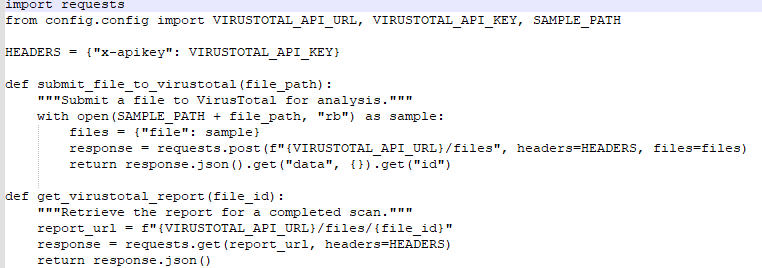 import requests
from config.config import VIRUSTOTAL_API_URL, VIRUSTOTAL_API_KEY, SAMPLE_PATH

HEADERS = {"x-apikey": VIRUSTOTAL_API_KEY}

def submit_file_to_virustotal(file_path):
    """Submit a file to VirusTotal for analysis."""
    with open(SAMPLE_PATH + file_path, "rb") as sample:
        files = {"file": sample}
        response = requests.post(f"{VIRUSTOTAL_API_URL}/files", headers=HEADERS, files=files)
        return response.json().get("data", {}).get("id")

def get_virustotal_report(file_id):
    """Retrieve the report for a completed scan."""
    report_url = f"{VIRUSTOTAL_API_URL}/files/{file_id}"
    response = requests.get(report_url, headers=HEADERS)
    return response.json()